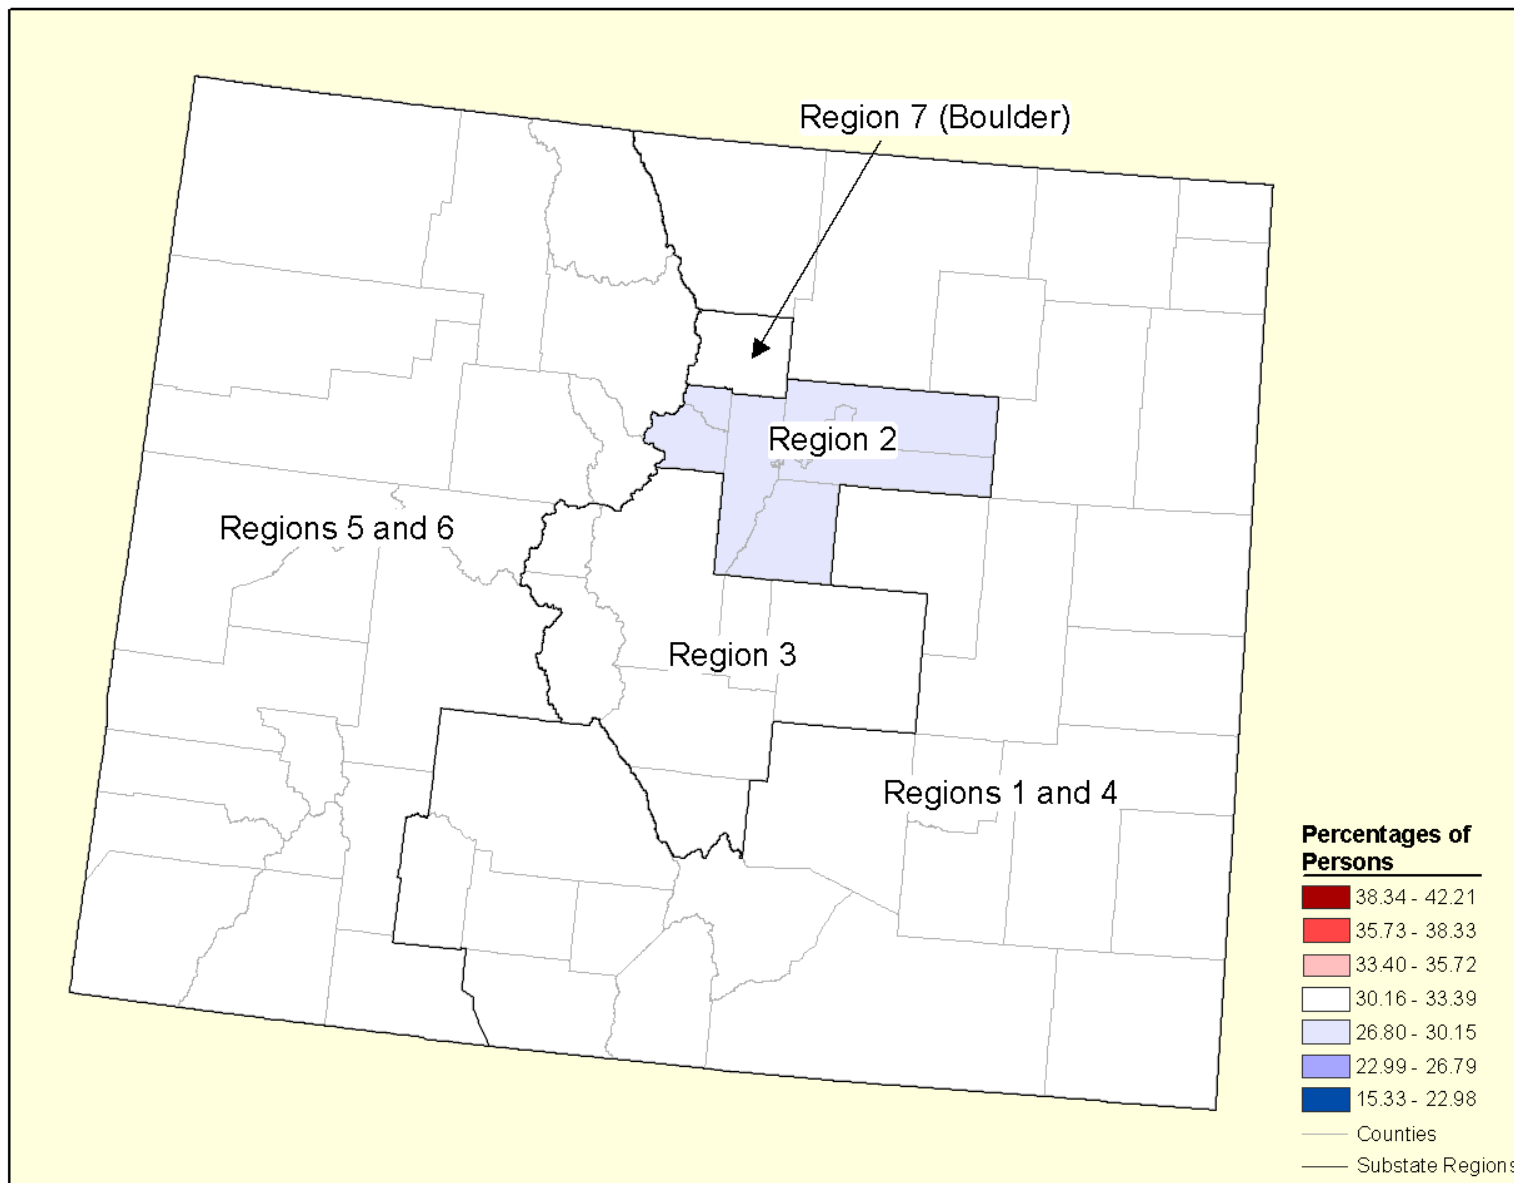 Region 7 (Boulder)
Region 2
Regions 5 and 6
Region 3
Regions 1 and 4
Percentages of
Persons
38.34 - 42.21
35.73 - 38.33
33.40 - 35.72
30.16 - 33.39
26.80 - 30.15
22.99 - 26.79
15.33 - 22.98
Counties
Substate Regions